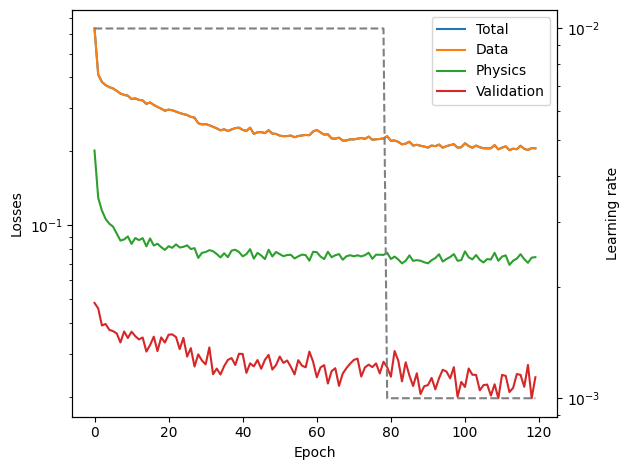 Total
Data
Physics
Validation
10⁻¹
Losses
10⁻²
10⁻³
Learning rate
0 20 40 60 80 100 120
Epoch